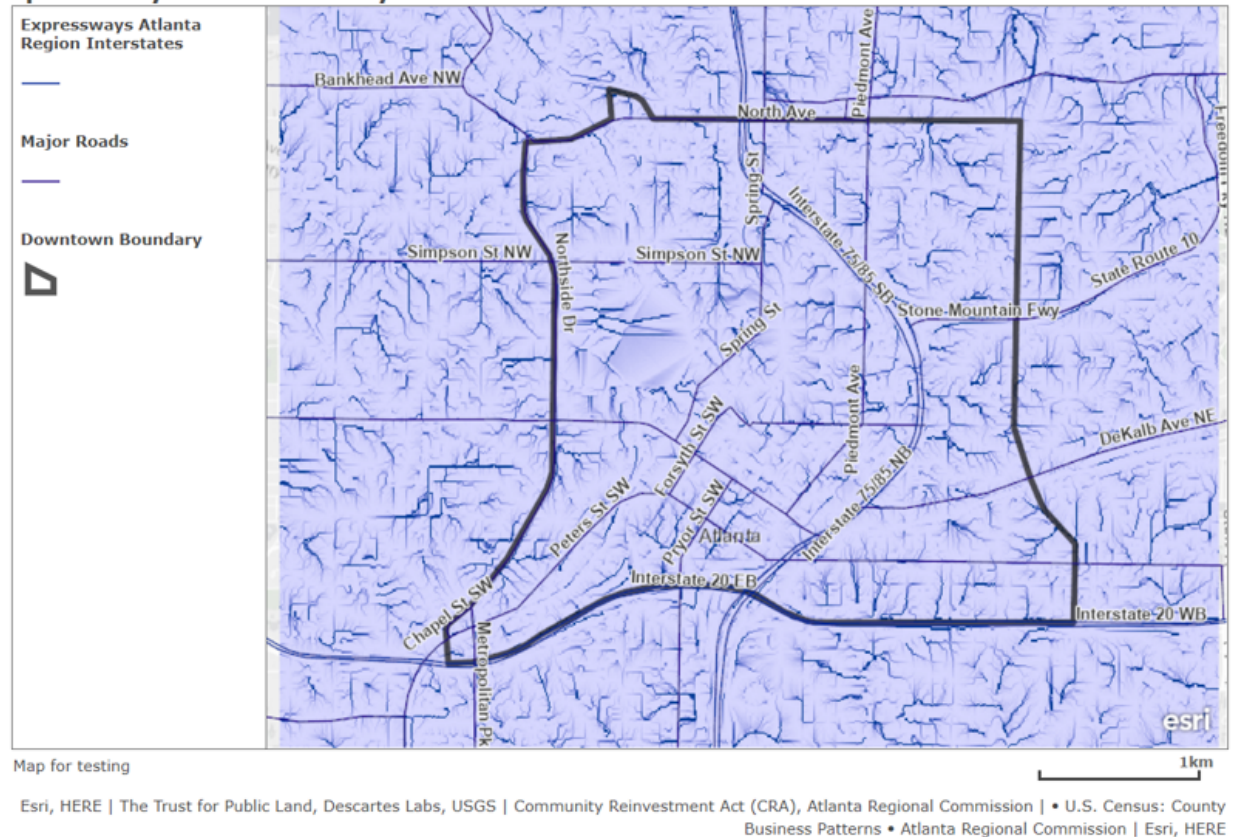 Expressways Atlanta
Region Interstates
Major Roads
Downtown Boundary
Bankhead Ave NW
Piedmont Ave
North Ave
Spring St
Interstate 75/85 SB
Simpson St NW
Simpson St NW
Northside Dr
State Route 10
Stone Mountain Fwy
Spring St
Piedmont Ave
Forsyth St SW
DeKalb Ave NE
Peters St SW
Pryor St SW
Interstate 75/85 NB
Atlanta
Interstate 20 EB
Chapel St SW
Interstate 20 WB
Metropolitan Pk
esri
Map for testing
1km
Esri, HERE | The Trust for Public Land, Descartes Labs, USGS | Community Reinvestment Act (CRA), Atlanta Regional Commission | • U.S. Census: County
Business Patterns • Atlanta Regional Commission | Esri, HERE